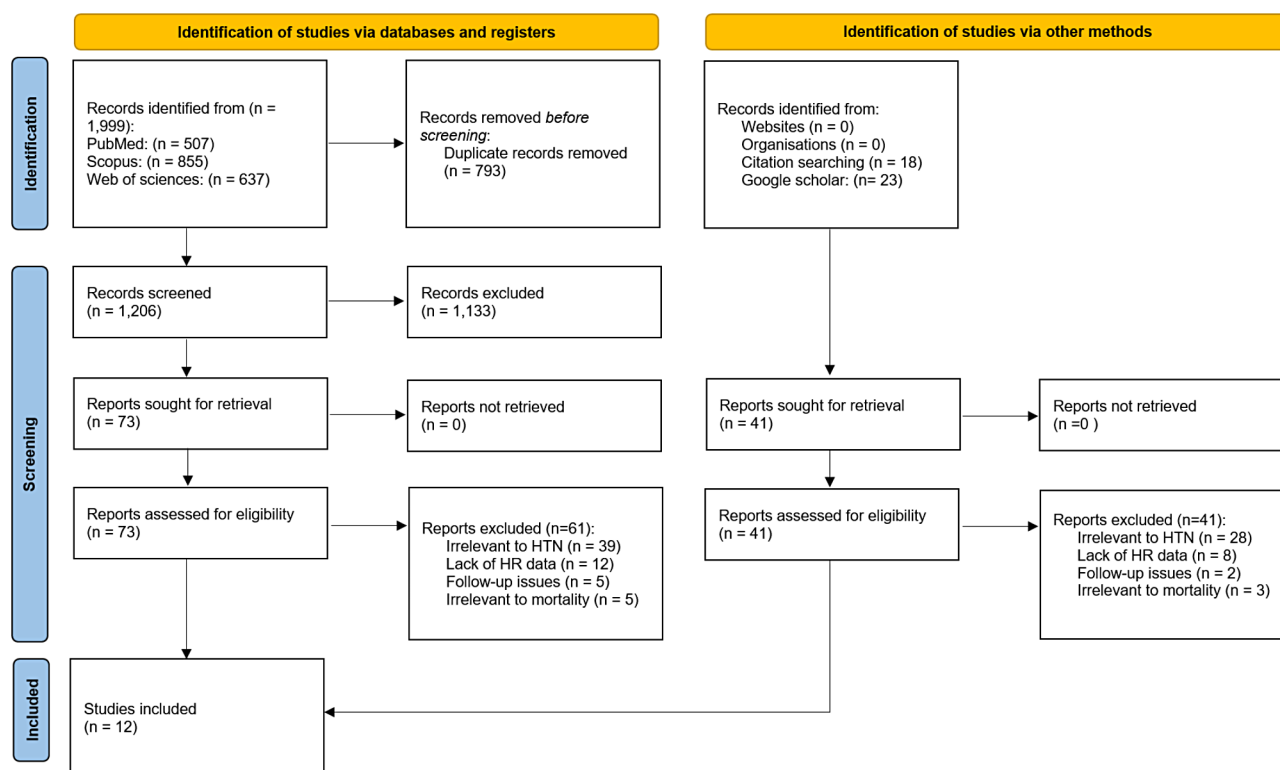 Identification of studies via databases and registers
Identification of studies via other methods
Identification
Records identified from (n =
1,999):
PubMed: (n = 507)
Scopus: (n = 855)
Web of sciences: (n = 637)
Records removed before
screening:
Duplicate records removed
(n = 793)
Records identified from:
Websites (n = 0)
Organisations (n = 0)
Citation searching (n = 18)
Google scholar: (n= 23)
Screening
Records screened
(n = 1,206)
Records excluded
(n = 1,133)
Reports sought for retrieval
(n = 73)
Reports not retrieved
(n = 0)
Reports sought for retrieval
(n = 41)
Reports not retrieved
(n =0 )
Reports assessed for eligibility
(n = 73)
Reports excluded (n=61):
Irrelevant to HTN (n = 39)
Lack of HR data (n = 12)
Follow-up issues (n = 5)
Irrelevant to mortality (n = 5)
Reports assessed for eligibility
(n = 41)
Reports excluded (n=41):
Irrelevant to HTN (n = 28)
Lack of HR data (n = 8)
Follow-up issues (n = 2)
Irrelevant to mortality (n = 3)
Included
Studies included
(n = 12)